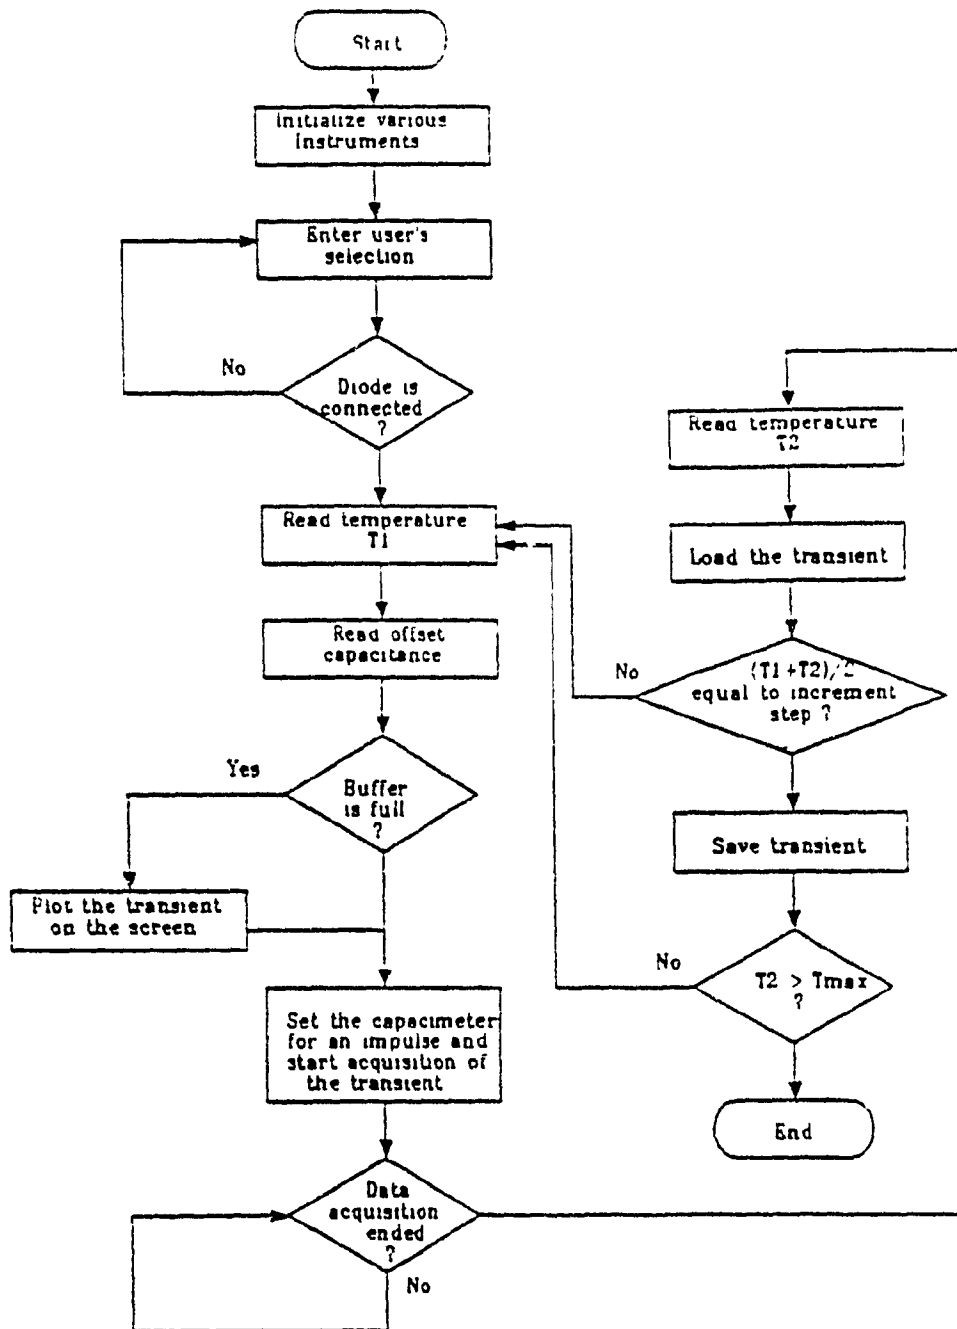 Start
Initialize various
Instruments
Enter user's
selection
No
Diode is
connected
?
Read temperature
T1
Read offset
capacitance
Yes
Buffer
is full
?
Plot the transient
on the screen
Set the capacimeter
for an impulse and
start acquisition of
the transient
Data
acquisition
ended
?
No
Read temperature
T2
Load the transient
No
(T1+T2)/2
equal to increment
step ?
Save transient
No
T2 > Tmax
?
End